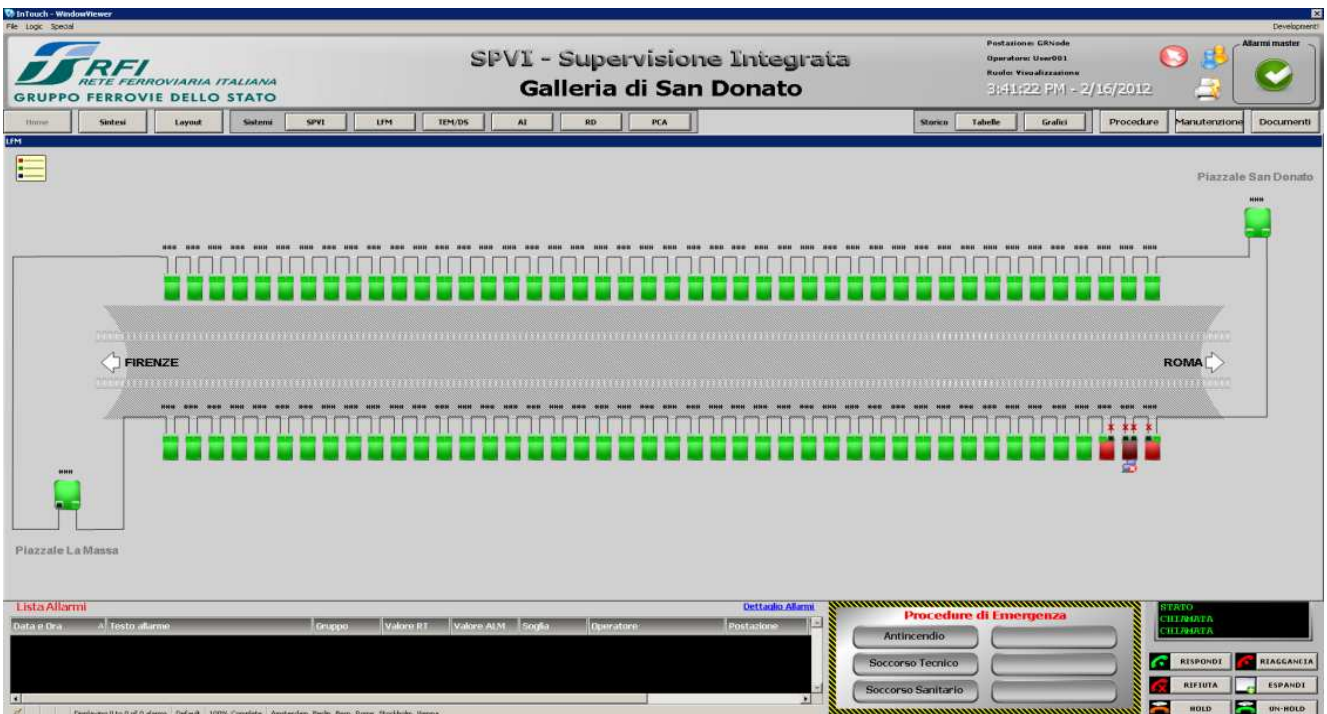 InTouch - WindowViewer
File Logic Special
Development!
RFI
RETE FERROVIARIA ITALIANA
GRUPPO FERROVIE DELLO STATO
SPVI - Supervisione Integrata
Galleria di San Donato
Postazione: GRNode
Operatore: User001
Ruolo: Visualizzazione
3:41:22 PM - 2/16/2012
Allarmi master
Home Sintesi Layout Sistemi SPVI LFM TEM/DS AI RD PCA Storico Tabelle Grafici Procedure Manutenzione Documenti
LFM
Piazzale San Donato
FIRENZE
ROMA
Piazzale La Massa
Lista Allarmi
Dettaglio Allarmi
Data e Ora Testo allarme Gruppo Valore RT Valore ALM Soglia Operatore Postazione
Procedure di Emergenza
Antincendio
Soccorso Tecnico
Soccorso Sanitario
STATO
CHIAMATA
CHIAMATA
RISPONDI RIAGGANCIA
RIFIUTA ESPANDI
HOLD UN-HOLD